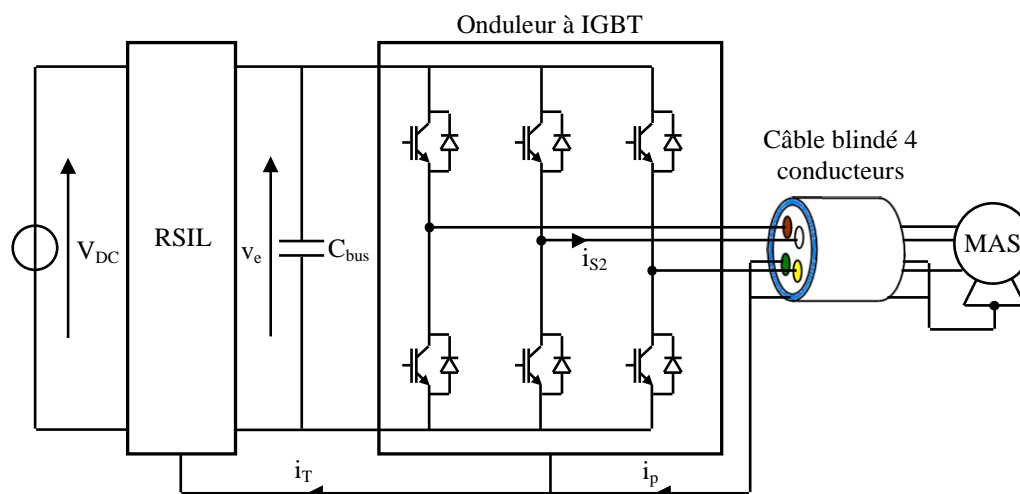 Onduleur à IGBT
Câble blindé 4
conducteurs
V_DC
RSIL
v_e
C_bus
i_S2
MAS
i_T
i_p